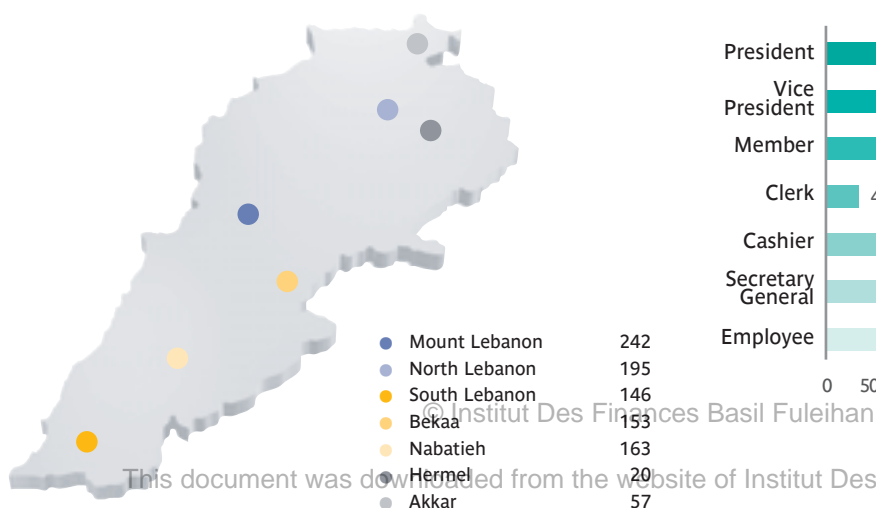 President
Vice
President
Member
Clerk
Cashier
Secretary
General
Employee
0 50
Mount Lebanon 242
North Lebanon 195
South Lebanon 146
Bekaa 153
Nabatieh 163
Hermel 20
Akkar 57
© Institut Des Finances Basil Fuleihan
This document was downloaded from the website of Institut Des